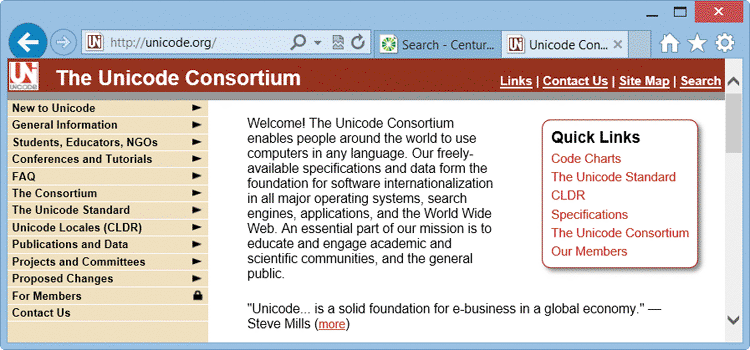 http://unicode.org/
Search - Centur...
Unicode Con...
UNi
UNICODE
The Unicode Consortium
Links | Contact Us | Site Map | Search
New to Unicode
General Information
Students, Educators, NGOs
Conferences and Tutorials
FAQ
The Consortium
The Unicode Standard
Unicode Locales (CLDR)
Publications and Data
Projects and Committees
Proposed Changes
For Members
Contact Us
Welcome! The Unicode Consortium
enables people around the world to use
computers in any language. Our freely-
available specifications and data form the
foundation for software internationalization
in all major operating systems, search
engines, applications, and the World Wide
Web. An essential part of our mission is to
educate and engage academic and
scientific communities, and the general
public.
Quick Links
Code Charts
The Unicode Standard
CLDR
Specifications
The Unicode Consortium
Our Members
"Unicode... is a solid foundation for e-business in a global economy." —
Steve Mills (more)